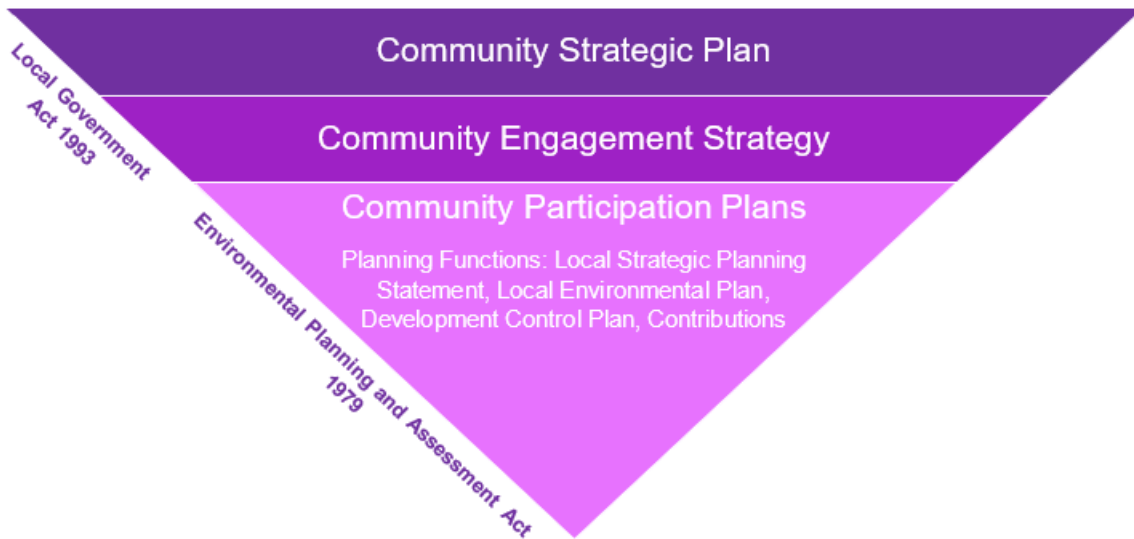 Community Strategic Plan
Local Government
Act 1993
Community Engagement Strategy
Community Participation Plans
Planning Functions: Local Strategic Planning
Statement, Local Environmental Plan,
Development Control Plan, Contributions
Environmental Planning and Assessment Act
1979